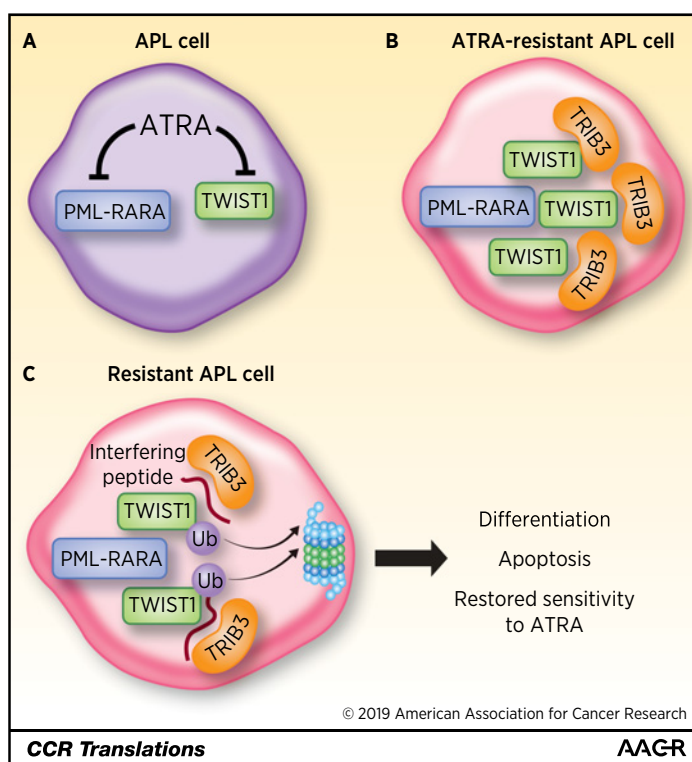 A
APL cell
ATRA
PML-RARA
TWIST1
B
ATRA-resistant APL cell
TRIB3
TWIST1
PML-RARA
TWIST1
TRIB3
TWIST1
TRIB3
C
Resistant APL cell
Interfering
peptide
TRIB3
TWIST1
Ub
PML-RARA
Ub
TWIST1
TRIB3
Differentiation
Apoptosis
Restored sensitivity
to ATRA
© 2019 American Association for Cancer Research
CCR Translations
AACR